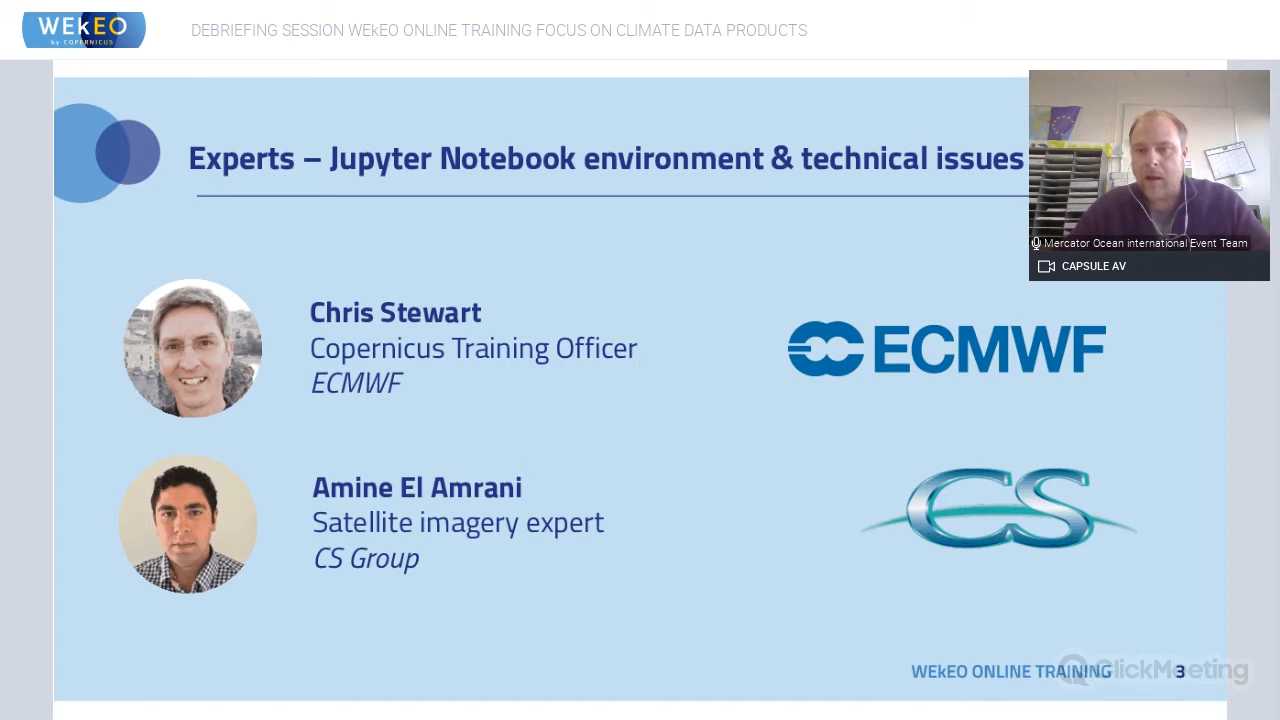 WEkEO
by COPERNICUS
DEBRIEFING SESSION WEkEO ONLINE TRAINING FOCUS ON CLIMATE DATA PRODUCTS
Experts – Jupyter Notebook environment & technical issues
Mercator Ocean international Event Team
CAPSULE AV
Chris Stewart
Copernicus Training Officer
ECMWF
ECMWF
Amine El Amrani
Satellite imagery expert
CS Group
CS
WEkEO ONLINE TRAINING 3
ClickMeeting